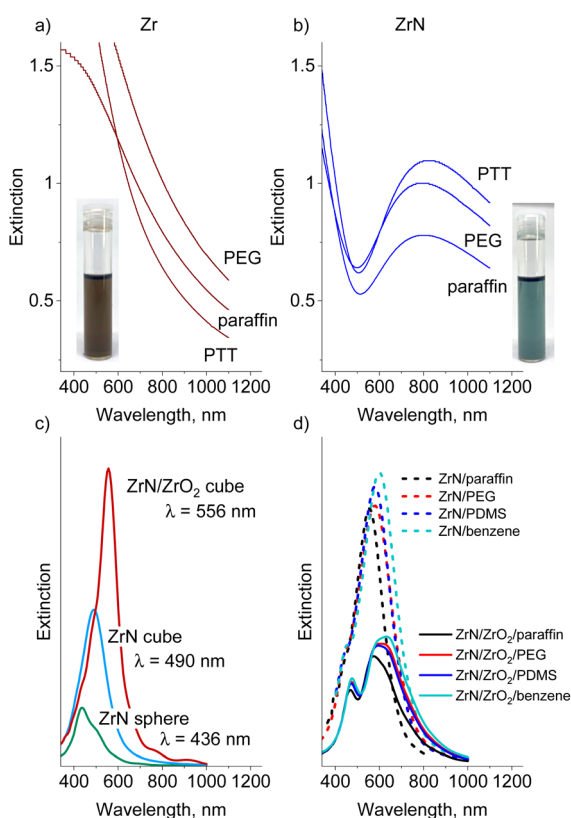 a) Zr
1.5
1
0.5
Extinction
PEG
paraffin
PTT
400 600 800 1000 1200
Wavelength, nm
b) ZrN
1.5
1
0.5
Extinction
PTT
PEG
paraffin
400 600 800 1000 1200
Wavelength, nm
c)
Extinction
ZrN/ZrO₂ cube
λ = 556 nm
ZrN cube
λ = 490 nm
ZrN sphere
λ = 436 nm
400 600 800 1000 1200
Wavelength, nm
d)
Extinction
ZrN/paraffin
ZrN/PEG
ZrN/PDMS
ZrN/benzene
ZrN/ZrO₂/paraffin
ZrN/ZrO₂/PEG
ZrN/ZrO₂/PDMS
ZrN/ZrO₂/benzene
400 600 800 1000 1200
Wavelength, nm